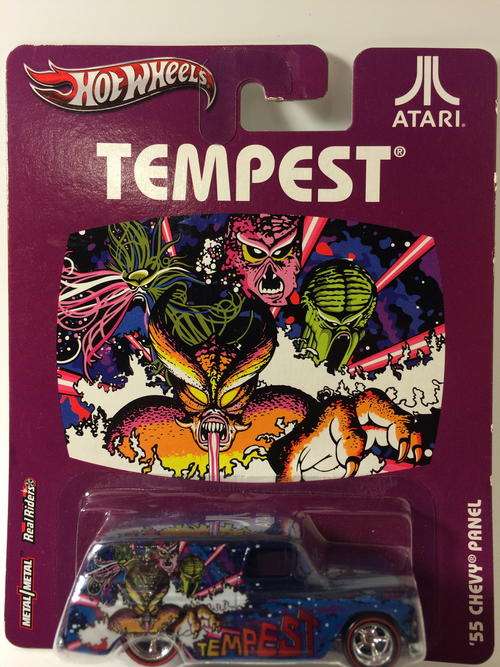 HOT WHEELS
ATARI®
TEMPEST®
Real Riders®
METAL/METAL
'55 CHEVY PANEL
TEMPEST